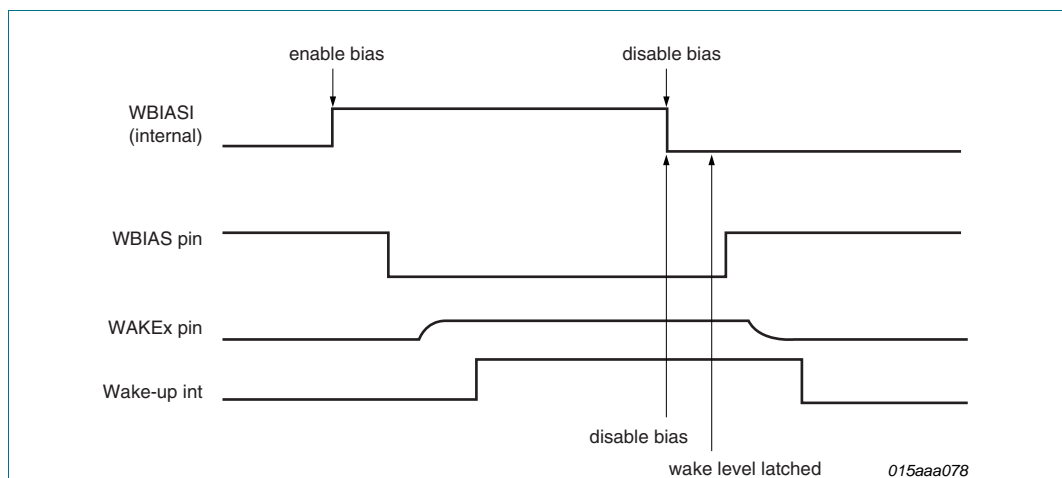 enable bias
disable bias
WBIASI
(internal)
WBIAS pin
WAKEx pin
Wake-up int
disable bias
wake level latched
015aaa078